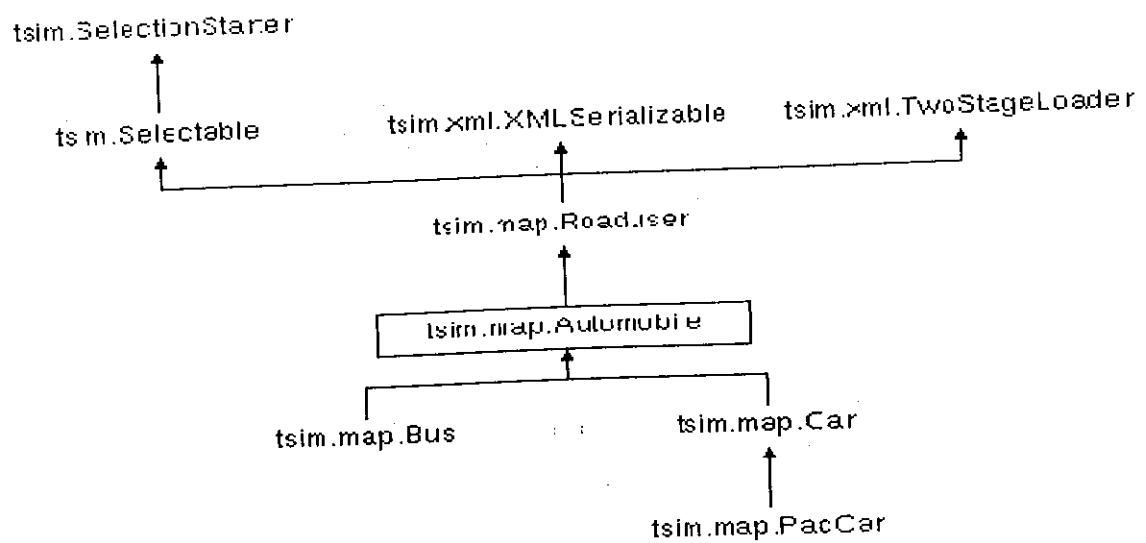 tsim.SelectionStarter
tsim.Selectable
tsim.xml.XMLSerializable
tsim.xml.TwoStageLoader
tsim.map.Roaduser
tsim.map.Automobile
tsim.map.Bus
tsim.map.Car
tsim.map.PacCar